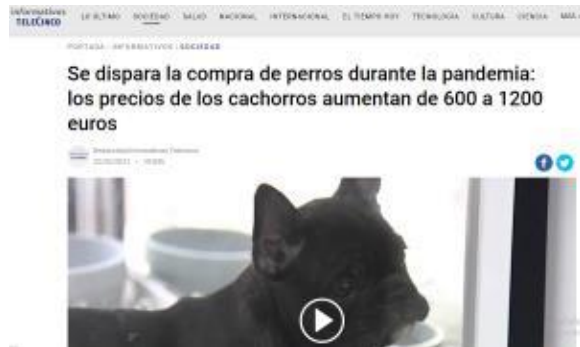 informativos
TELECINCO
LO ÚLTIMO SOCIEDAD SALUD NACIONAL INTERNACIONAL EL TIEMPO HOY TECNOLOGÍA CULTURA CIENCIA MÁS
PORTADA INFORMATIVOS SOCIEDAD
Se dispara la compra de perros durante la pandemia:
los precios de los cachorros aumentan de 600 a 1200
euros